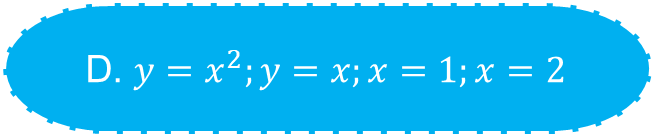 D. y = x²; y = x; x = 1; x = 2